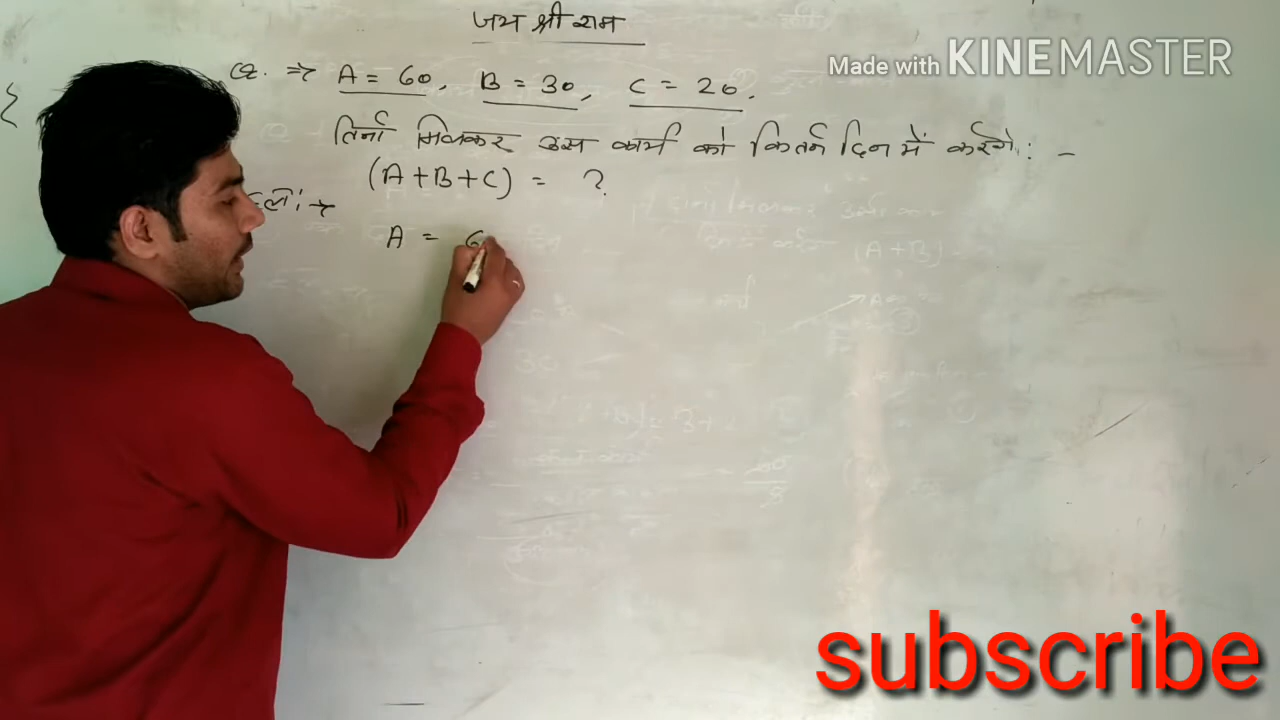 जय श्री राम
Made with KINEMASTER
Q. ⇒ A = 60, B = 30, C = 20.
तिनों मिलकर उस कार्य को कितने दिन में करेंगे : -
(A + B + C) = ?
हल : →
A = 6
subscribe